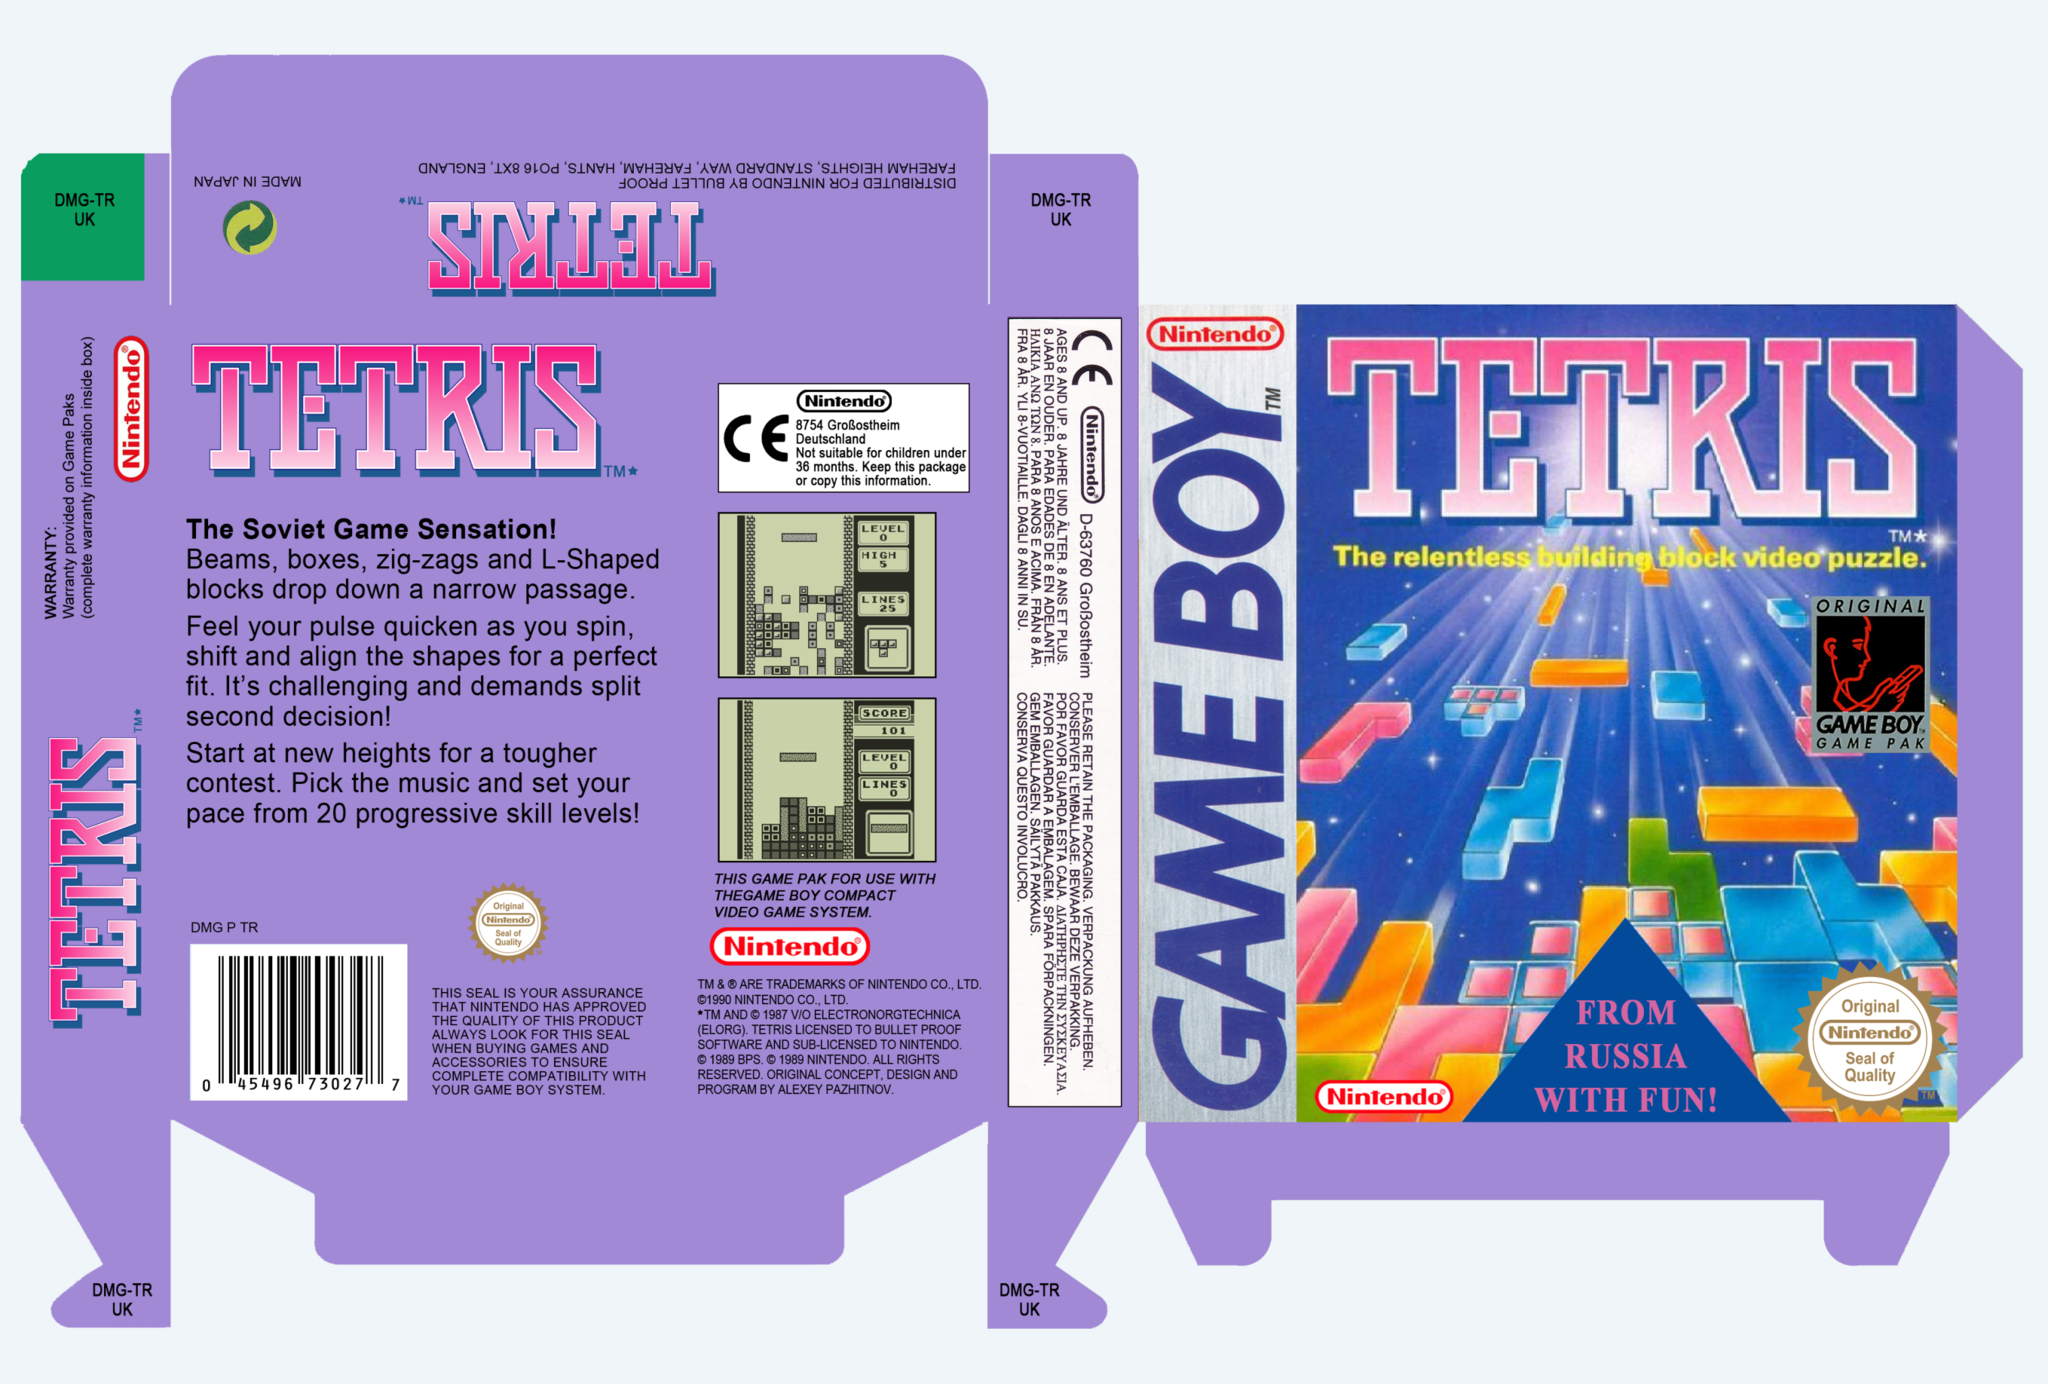 DMG-TR
UK
MADE IN JAPAN
DISTRIBUTED FOR NINTENDO BY BULLET PROOF
FAREHAM HEIGHTS, STANDARD WAY, FAREHAM, HANTS, PO16 8XT, ENGLAND
TETRIS
TM★
DMG-TR
UK
WARRANTY:
Warranty provided on Game Paks
(complete warranty information inside box)
Nintendo®
TETRIS
TM★
TETRIS
TM★
The Soviet Game Sensation!
Beams, boxes, zig-zags and L-Shaped
blocks drop down a narrow passage.
Feel your pulse quicken as you spin,
shift and align the shapes for a perfect
fit. It’s challenging and demands split
second decision!
Start at new heights for a tougher
contest. Pick the music and set your
pace from 20 progressive skill levels!
DMG P TR
0 45496 73027 7
Original
Nintendo®
Seal of
Quality
THIS SEAL IS YOUR ASSURANCE
THAT NINTENDO HAS APPROVED
THE QUALITY OF THIS PRODUCT
ALWAYS LOOK FOR THIS SEAL
WHEN BUYING GAMES AND
ACCESSORIES TO ENSURE
COMPLETE COMPATIBILITY WITH
YOUR GAME BOY SYSTEM.
CE
Nintendo®
8754 Großostheim
Deutschland
Not suitable for children under
36 months. Keep this package
or copy this information.
LEVEL
0
HIGH
5
LINES
25
SCORE
101
LEVEL
0
LINES
0
THIS GAME PAK FOR USE WITH
THEGAME BOY COMPACT
VIDEO GAME SYSTEM.
Nintendo®
TM & ® ARE TRADEMARKS OF NINTENDO CO., LTD.
©1990 NINTENDO CO., LTD.
★TM AND © 1987 V/O ELECTRONORGTECHNICA
(ELORG). TETRIS LICENSED TO BULLET PROOF
SOFTWARE AND SUB-LICENSED TO NINTENDO.
© 1989 BPS. © 1989 NINTENDO. ALL RIGHTS
RESERVED. ORIGINAL CONCEPT, DESIGN AND
PROGRAM BY ALEXEY PAZHITNOV.
CE Nintendo® D-63760 Großostheim
AGES 8 AND UP. 8 JAHRE UND ÄLTER. 8 ANS ET PLUS.
8 JAAR EN OUDER. PARA EDADES DE 8 EN ADELANTE.
ΗΛΙΚΙΑ ΑΝΩ ΤΩΝ 8. PARA 8 ANOS E ACIMA. FRÅN 8 ÅR.
FRA 8 ÅR. YLI 8-VUOTIAILLE. DAGLI 8 ANNI IN SU.
PLEASE RETAIN THE PACKAGING. VERPACKUNG AUFHEBEN.
CONSERVER L'EMBALLAGE. BEWAAR DEZE VERPAKKING.
POR FAVOR GUARDA ESTA CAJA. ΔΙΑΤΗΡΗΣΤΕ ΤΗΝ ΣΥΣΚΕΥΑΣΙΑ.
FAVOR GUARDAR A EMBALAGEM. SPARA FÖRPACKNINGEN.
GEM EMBALLAGEN. SÄILYTÄ PAKKAUS.
CONSERVA QUESTO INVOLUCRO.
DMG-TR
UK
DMG-TR
UK
Nintendo®
GAME BOY
TM
TETRIS
TM★
The relentless building block video puzzle.
ORIGINAL
GAME BOY
TM
GAME PAK
FROM
RUSSIA
WITH FUN!
Nintendo®
Original
Nintendo®
Seal of
Quality
TM